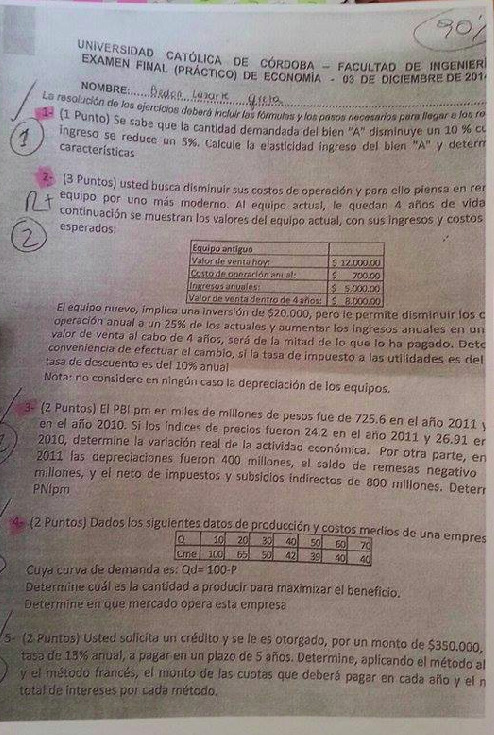 90%
UNIVERSIDAD CATÓLICA DE CÓRDOBA – FACULTAD DE INGENIERI
EXAMEN FINAL (PRÁCTICO) DE ECONOMÍA - 03 DE DICIEMBRE DE 201
NOMBRE:
La resolución de los ejercicios deberá incluir las fórmulas y los pasos necesarios para llegar a los re
1- (1 Punto) Se sabe que la cantidad demandada del bien "A" disminuye un 10 % cu
ingreso se reduce un 5%. Calcule la elasticidad ingreso del bien "A" y determ
características
1
2- (3 Puntos) usted busca disminuir sus costos de operación y para ello piensa en ree
equipo por uno más moderno. Al equipo actual, le quedan 4 años de vida
continuación se muestran los valores del equipo actual, con sus ingresos y costos
esperados:
2
Equipo antiguo
Valor de venta hoy: $ 12.000,00
Costo de operación anual: $ 700,00
Ingresos anuales: $ 5.000,00
Valor de venta dentro de 4 años: $ 8.000,00
El equipo nuevo, implica una inversión de $20.000, pero le permite disminuir los c
operación anual a un 25% de los actuales y aumentar los ingresos anuales en un
valor de venta al cabo de 4 años, será de la mitad de lo que lo ha pagado. Dete
conveniencia de efectuar el cambio, si la tasa de impuesto a las utilidades es del
tasa de descuento es del 10% anual
Nota: no considere en ningún caso la depreciación de los equipos.
3- (2 Puntos) El PBI pm en miles de millones de pesos fue de 725.6 en el año 2011 y
en el año 2010. Si los índices de precios fueron 24.2 en el año 2011 y 26.91 en
2010, determine la variación real de la actividad económica. Por otra parte, en
2011 las depreciaciones fueron 400 millones, el saldo de remesas negativo
millones, y el neto de impuestos y subsidios indirectos de 800 millones. Deterr
PNIpm
4- (2 Puntos) Dados los siguientes datos de producción y costos medios de una empres
Q 10 20 30 40 50 60 70
Cme 100 65 50 42 39 40 40
Cuya curva de demanda es: Qd= 100-P
Determine cuál es la cantidad a producir para maximizar el beneficio.
Determine en que mercado opera esta empresa
5- (2 Puntos) Usted solicita un crédito y se le es otorgado, por un monto de $350.000,
tasa de 15% anual, a pagar en un plazo de 5 años. Determine, aplicando el método al
y el método francés, el monto de las cuotas que deberá pagar en cada año y el n
total de intereses por cada método.